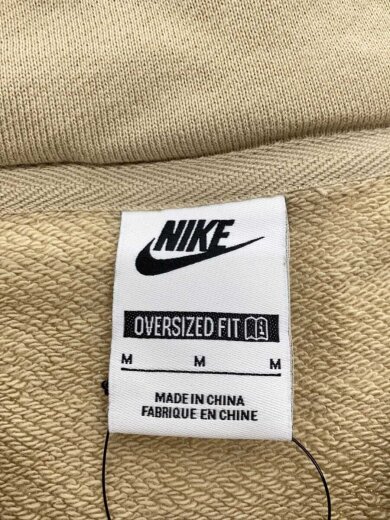 NIKE
OVERSIZED FIT
M M M
MADE IN CHINA
FABRIQUE EN CHINE